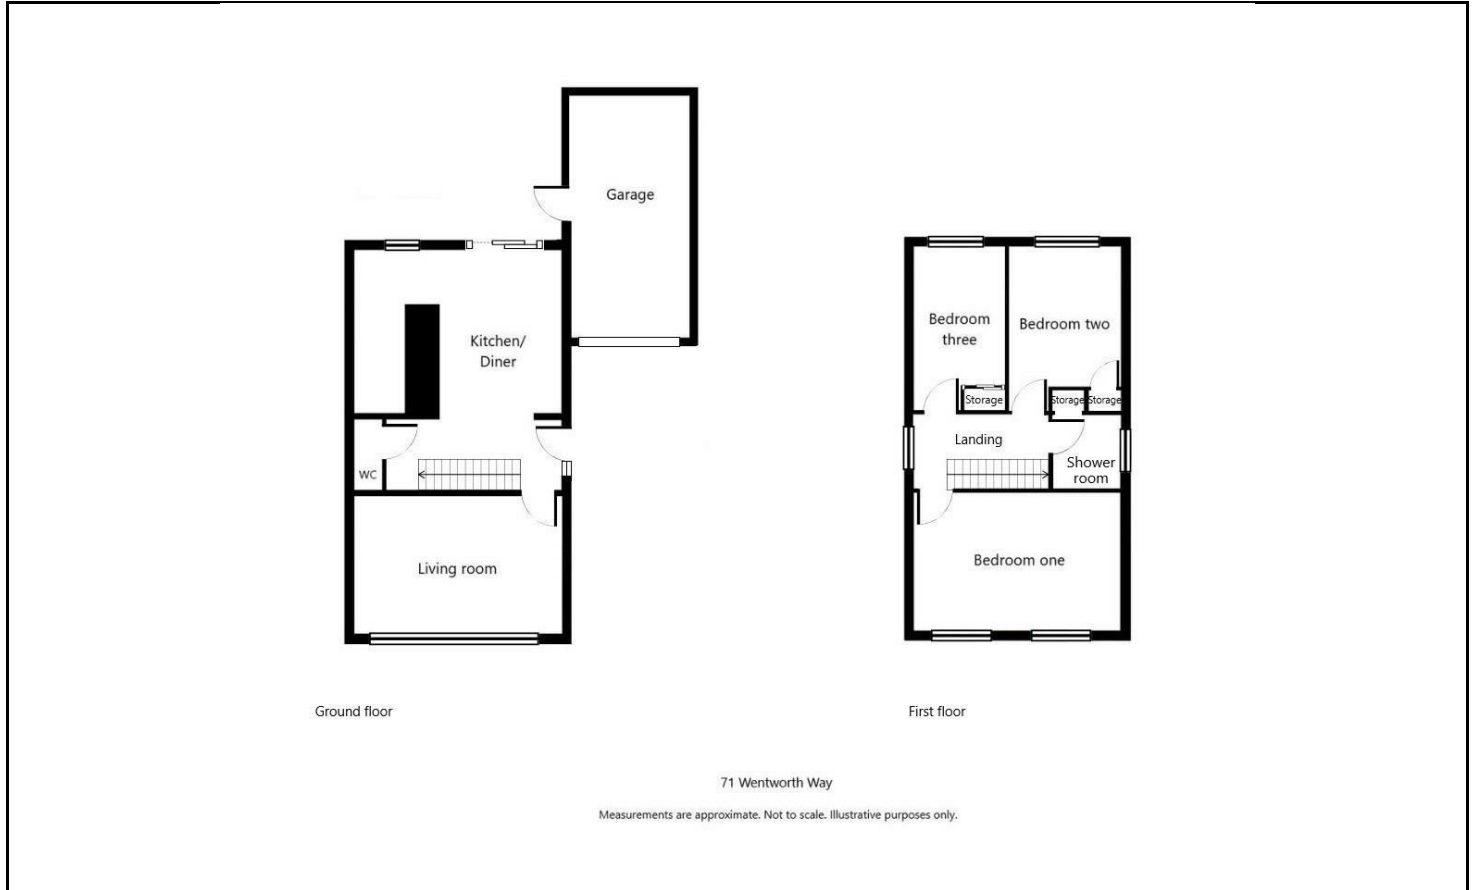 Garage
Kitchen/
Diner
WC
Living room
Ground floor
Bedroom
three
Bedroom two
Storage
Storage
Storage
Landing
Shower
room
Bedroom one
First floor
71 Wentworth Way
Measurements are approximate. Not to scale. Illustrative purposes only.